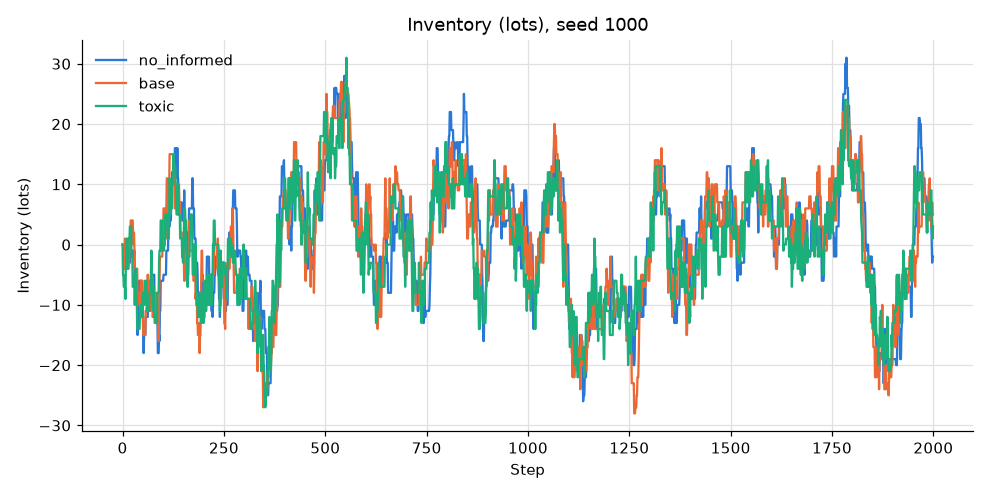 Inventory (lots), seed 1000
no_informed
base
toxic
Inventory (lots)
30
20
10
0
−10
−20
−30
0 250 500 750 1000 1250 1500 1750 2000
Step